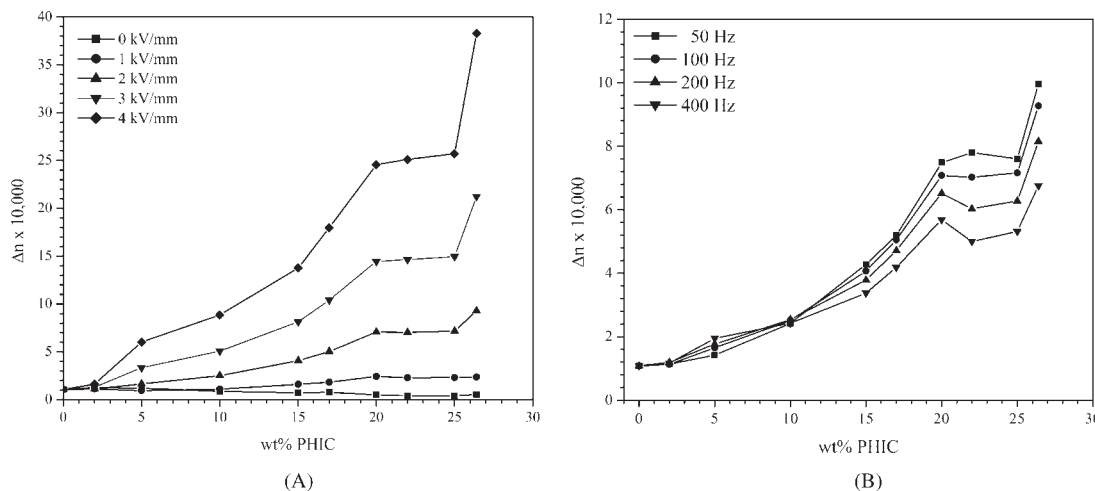 40
35
30
25
20
15
10
5
0
0 5 10 15 20 25 30
Δn x 10,000
wt% PHIC
0 kV/mm
1 kV/mm
2 kV/mm
3 kV/mm
4 kV/mm
(A)
12
10
8
6
4
2
0
0 5 10 15 20 25 30
Δn x 10,000
wt% PHIC
50 Hz
100 Hz
200 Hz
400 Hz
(B)